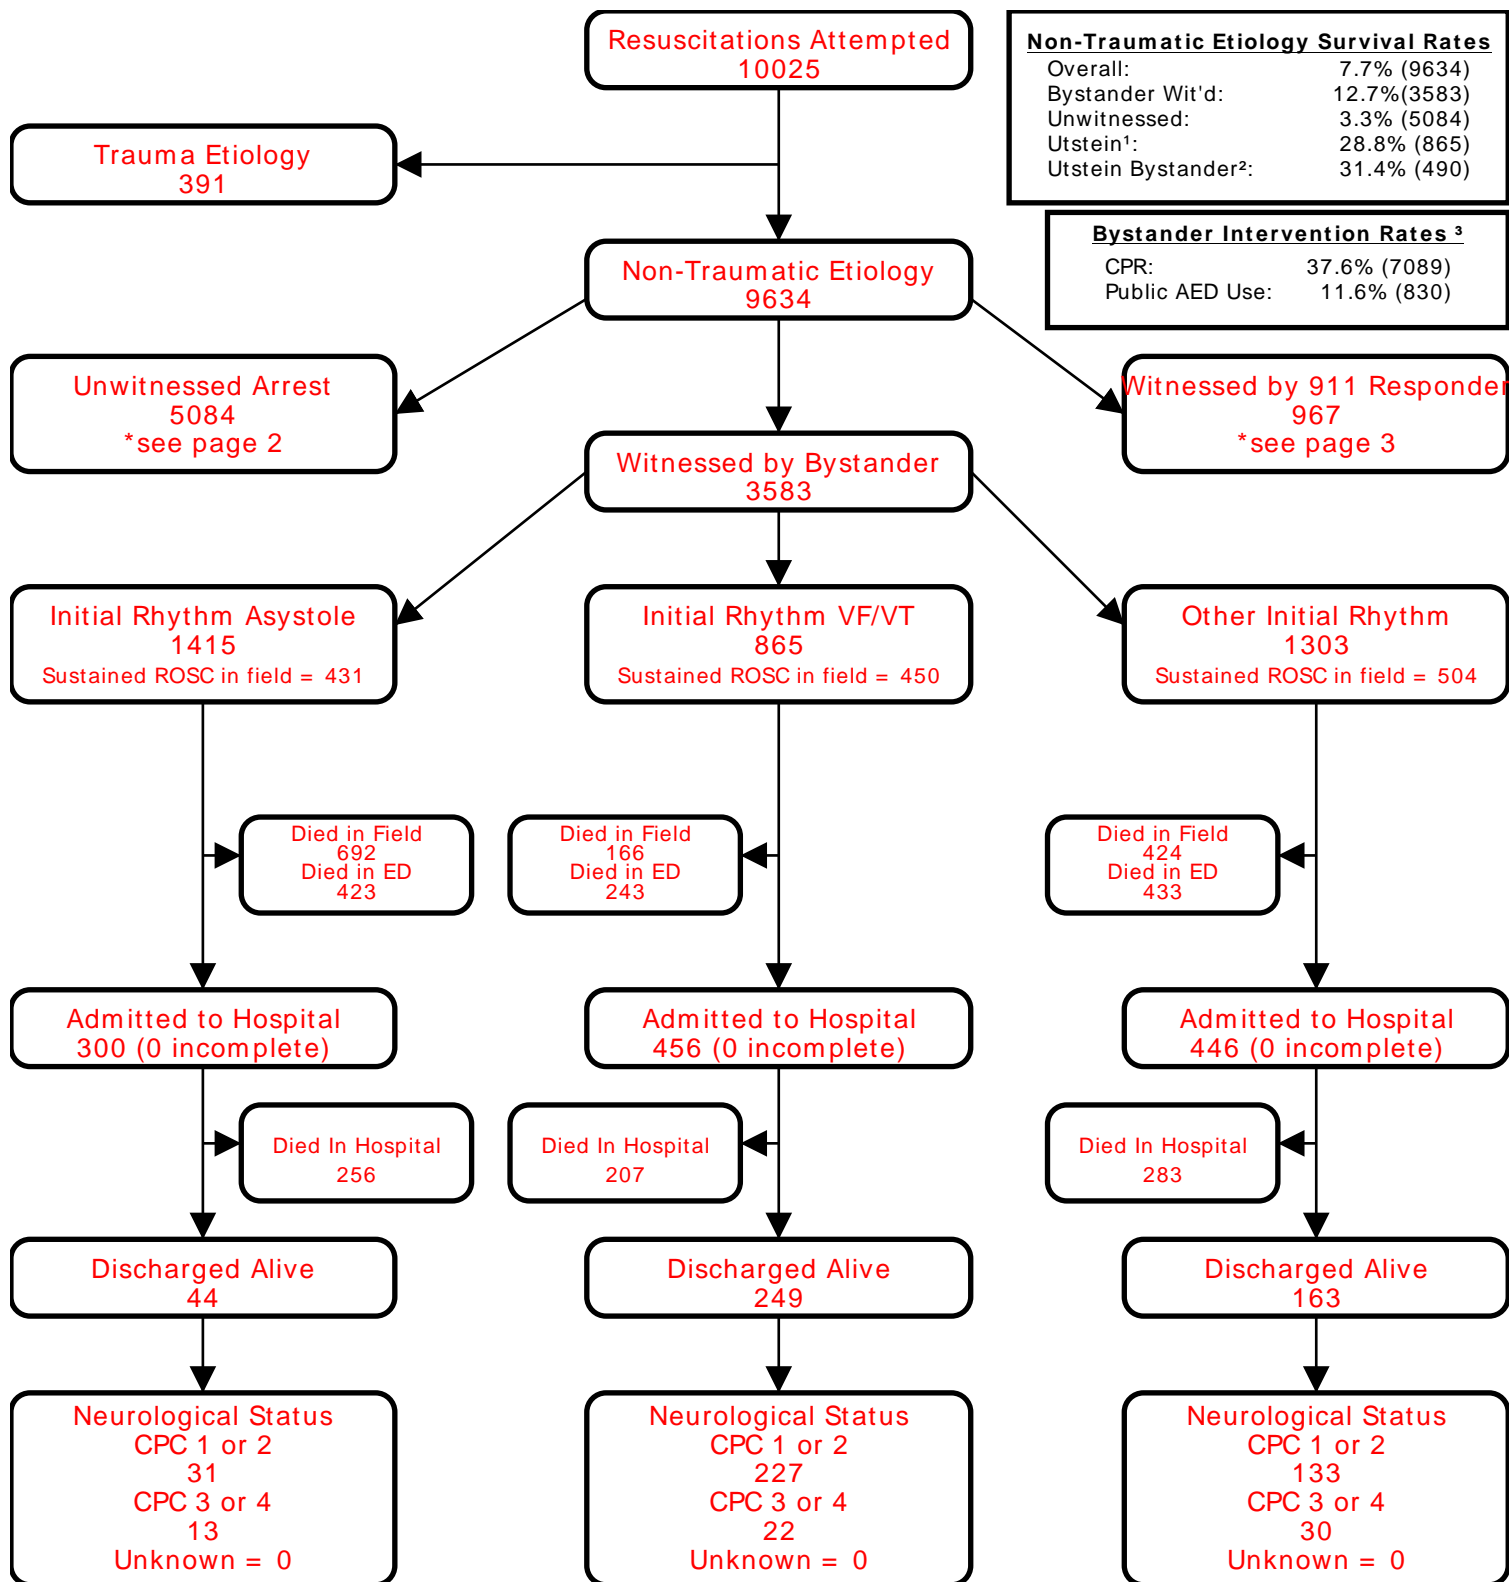 Resuscitations Attempted
10025
Non-Traumatic Etiology Survival Rates
Overall: 7.7% (9634)
Bystander Wit'd: 12.7%(3583)
Unwitnessed: 3.3% (5084)
Utstein¹: 28.8% (865)
Utstein Bystander²: 31.4% (490)
Trauma Etiology
391
Bystander Intervention Rates ³
CPR: 37.6% (7089)
Public AED Use: 11.6% (830)
Non-Traumatic Etiology
9634
Unwitnessed Arrest
5084
*see page 2
Witnessed by 911 Responder
967
*see page 3
Witnessed by Bystander
3583
Initial Rhythm Asystole
1415
Sustained ROSC in field = 431
Initial Rhythm VF/VT
865
Sustained ROSC in field = 450
Other Initial Rhythm
1303
Sustained ROSC in field = 504
Died in Field
692
Died in ED
423
Died in Field
166
Died in ED
243
Died in Field
424
Died in ED
433
Admitted to Hospital
300 (0 incomplete)
Admitted to Hospital
456 (0 incomplete)
Admitted to Hospital
446 (0 incomplete)
Died In Hospital
256
Died In Hospital
207
Died In Hospital
283
Discharged Alive
44
Discharged Alive
249
Discharged Alive
163
Neurological Status
CPC 1 or 2
31
CPC 3 or 4
13
Unknown = 0
Neurological Status
CPC 1 or 2
227
CPC 3 or 4
22
Unknown = 0
Neurological Status
CPC 1 or 2
133
CPC 3 or 4
30
Unknown = 0